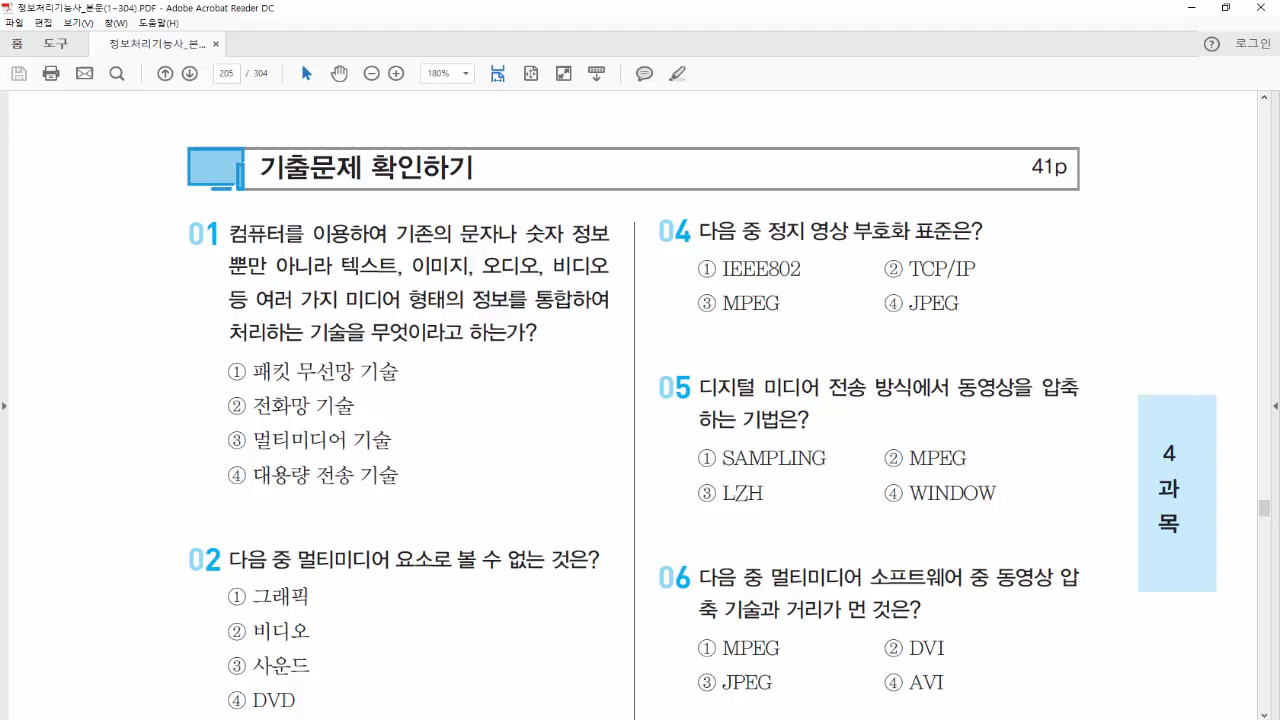 정보처리기능사_본문(1~304).PDF - Adobe Acrobat Reader DC
파일 편집 보기(V) 창(W) 도움말(H)
홈 도구 정보처리기능사_본... × ? 로그인
205 / 304 180%
기출문제 확인하기 41p
01 컴퓨터를 이용하여 기존의 문자나 숫자 정보
뿐만 아니라 텍스트, 이미지, 오디오, 비디오
등 여러 가지 미디어 형태의 정보를 통합하여
처리하는 기술을 무엇이라고 하는가?
① 패킷 무선망 기술
② 전화망 기술
③ 멀티미디어 기술
④ 대용량 전송 기술
02 다음 중 멀티미디어 요소로 볼 수 없는 것은?
① 그래픽
② 비디오
③ 사운드
④ DVD
04 다음 중 정지 영상 부호화 표준은?
① IEEE802 ② TCP/IP
③ MPEG ④ JPEG
05 디지털 미디어 전송 방식에서 동영상을 압축
하는 기법은?
① SAMPLING ② MPEG
③ LZH ④ WINDOW
06 다음 중 멀티미디어 소프트웨어 중 동영상 압
축 기술과 거리가 먼 것은?
① MPEG ② DVI
③ JPEG ④ AVI
4
과
목